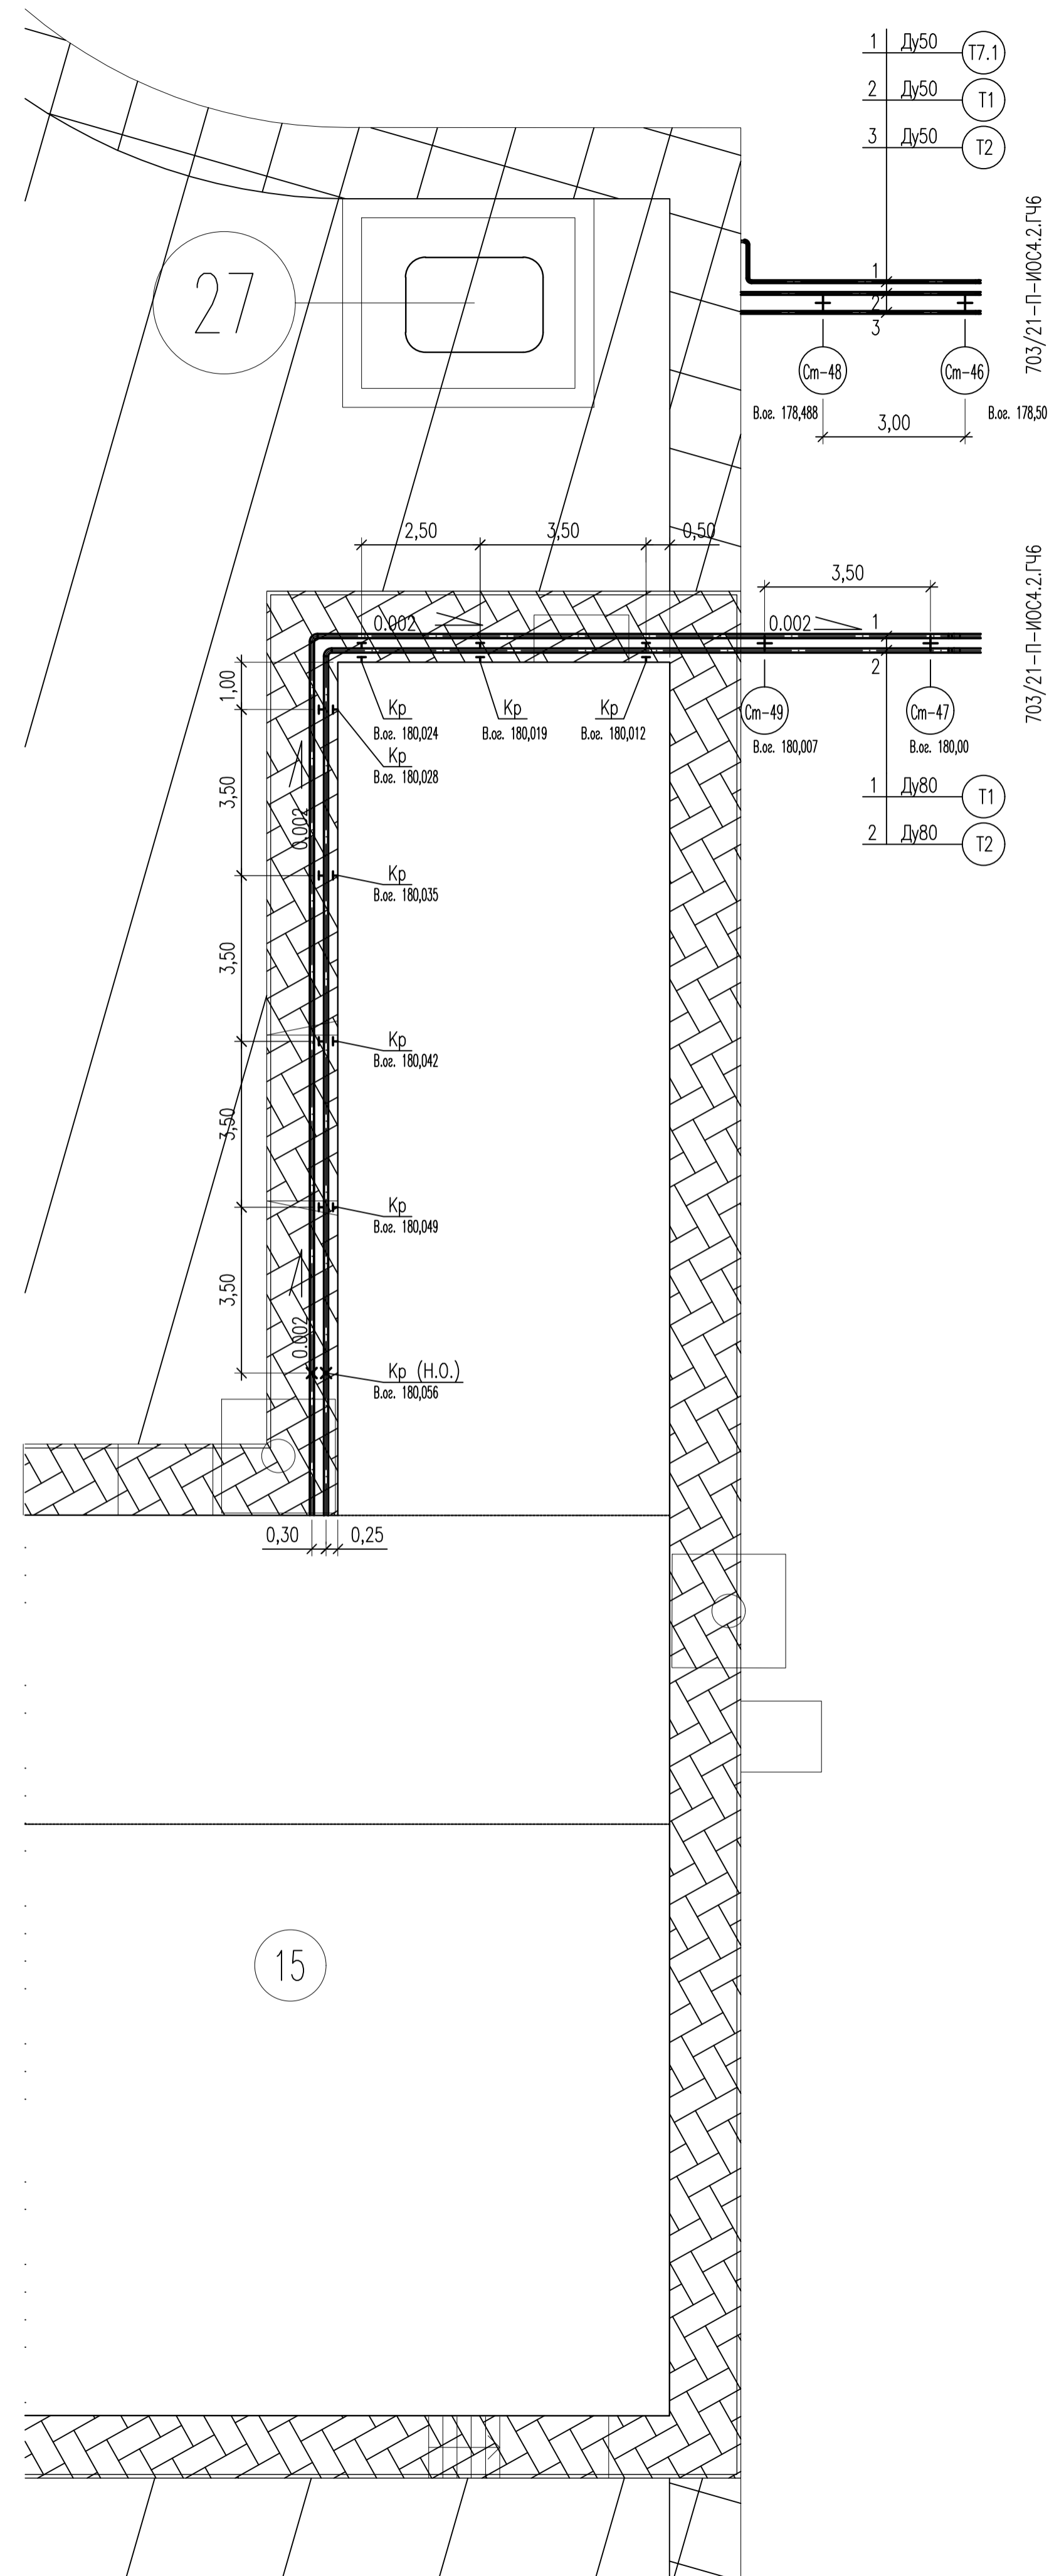 1 Ду50 Т7.1
2 Ду50 Т1
3 Ду50 Т2
703/21-П-ИОС4.2.ГЧ6
27
1
2
3
Ст-48
Ст-46
В.ог. 178,488
В.ог. 178,50
3,00
2,50
3,50
0,50
703/21-П-ИОС4.2.ГЧ6
3,50
0.002
0.002
1
2
1,00
Кр
В.ог. 180,024
Кр
В.ог. 180,019
Кр
В.ог. 180,012
Ст-49
Ст-47
В.ог. 180,007
В.ог. 180,00
Кр
В.ог. 180,028
3,50
0.002
1 Ду80 Т1
2 Ду80 Т2
Кр
В.ог. 180,035
3,50
Кр
В.ог. 180,042
3,50
Кр
В.ог. 180,049
3,50
0.002
Кр (Н.О.)
В.ог. 180,056
0,30
0,25
15